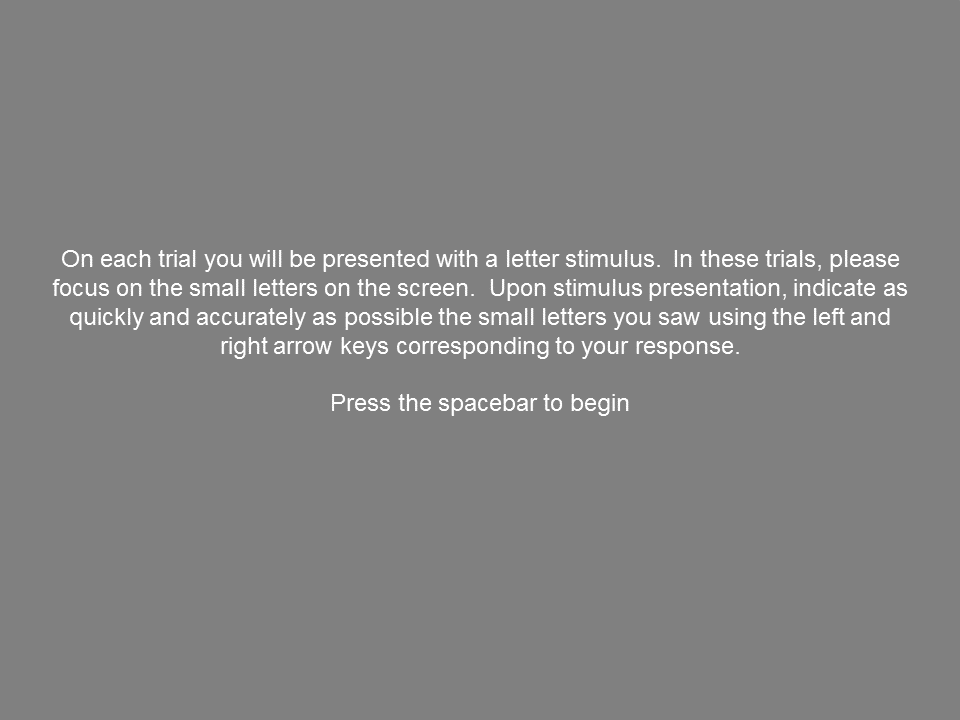 On each trial you will be presented with a letter stimulus.  In these trials, please
focus on the small letters on the screen.  Upon stimulus presentation, indicate as
quickly and accurately as possible the small letters you saw using the left and
right arrow keys corresponding to your response.
Press the spacebar to begin